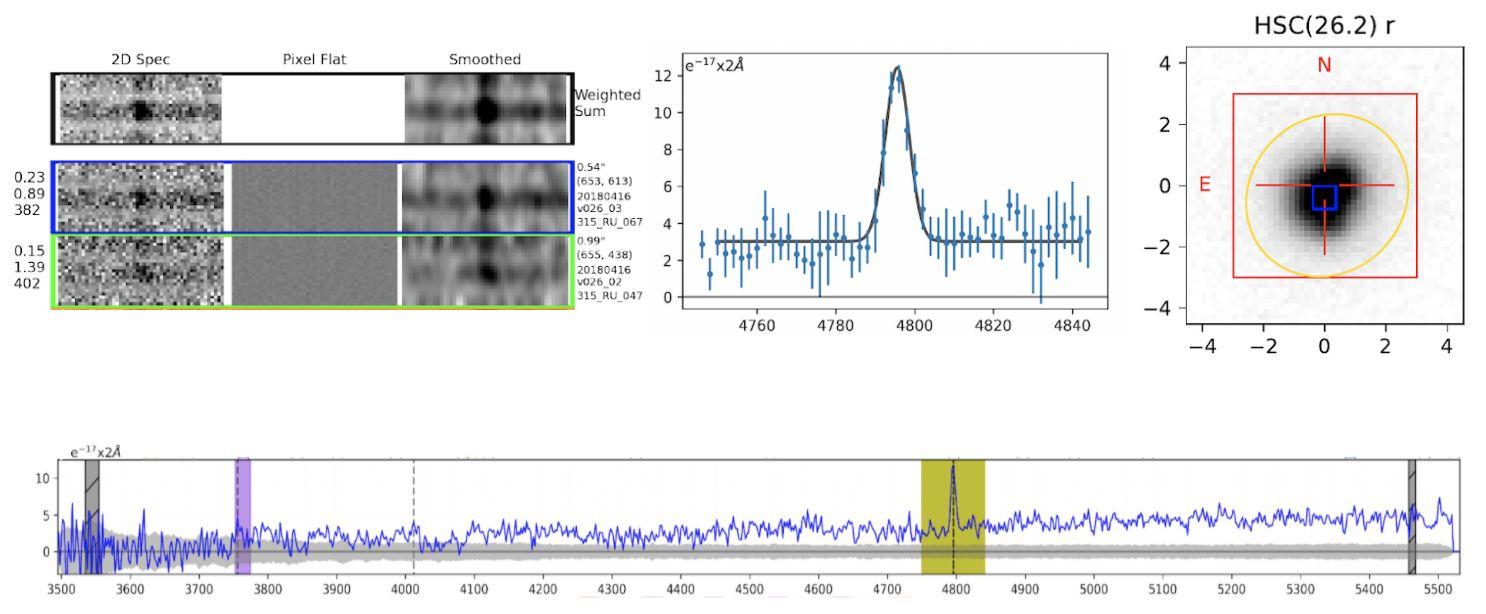 2D Spec Pixel Flat Smoothed
Weighted
Sum
0.23
0.89
382
0.54"
(653, 613)
20180416
v026_03
315_RU_067
0.15
1.39
402
0.99"
(655, 438)
20180416
v026_02
315_RU_047
e⁻¹⁷x2Å
12
10
8
6
4
2
0
4760 4780 4800 4820 4840
HSC(26.2) r
4
2
0
−2
−4
N
E
−4 −2 0 2 4
e⁻¹⁷x2Å
10
5
0
3500 3600 3700 3800 3900 4000 4100 4200 4300 4400 4500 4600 4700 4800 4900 5000 5100 5200 5300 5400 5500